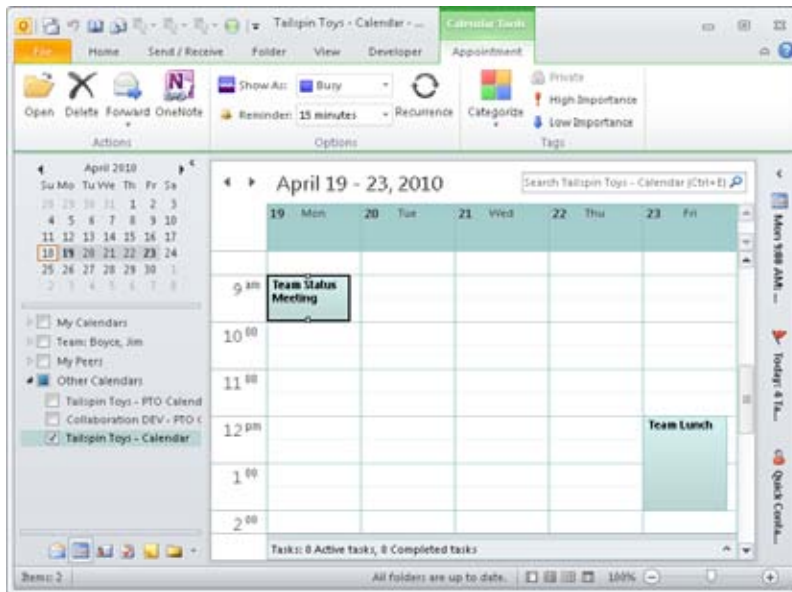 Tailspin Toys - Calendar - ...
Calendar Tools
File
Home
Send / Receive
Folder
View
Developer
Appointment
Open
Delete
Forward
OneNote
Actions
Show As:
Busy
Reminder:
15 minutes
Recurrence
Options
Categorize
Private
High Importance
Low Importance
Tags
April 2010
Su Mo Tu We Th Fr Sa
28 29 30 31 1 2 3
4 5 6 7 8 9 10
11 12 13 14 15 16 17
18 19 20 21 22 23 24
25 26 27 28 29 30 1
2 3 4 5 6 7 8
My Calendars
Team: Boyce, Jim
My Peers
Other Calendars
Tailspin Toys - PTO Calend
Collaboration DEV - PTO C
Tailspin Toys - Calendar
April 19 - 23, 2010
Search Tailspin Toys - Calendar (Ctrl+E)
19 Mon
20 Tue
21 Wed
22 Thu
23 Fri
9 am
Team Status
Meeting
10 00
11 00
12 pm
Team Lunch
1 00
2 00
Tasks: 0 Active tasks, 0 Completed tasks
Mon 9:00 AM: ...
Today: 4 Ta...
Quick Conta...
Items: 2
All folders are up to date.
100%